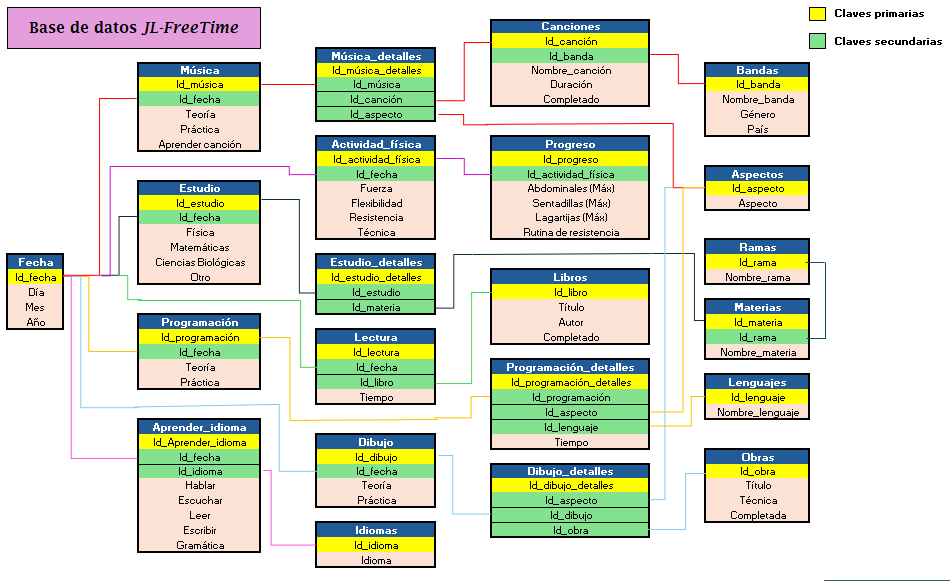 Base de datos JL-FreeTime
Claves primarias
Claves secundarias
Fecha
Id_fecha
Día
Mes
Año
Música
Id_música
Id_fecha
Teoría
Práctica
Aprender canción
Estudio
Id_estudio
Id_fecha
Física
Matemáticas
Ciencias Biológicas
Otro
Programación
Id_programación
Id_fecha
Teoría
Práctica
Aprender_idioma
Id_Aprender_idioma
Id_fecha
Id_idioma
Hablar
Escuchar
Leer
Escribir
Gramática
Música_detalles
Id_música_detalles
Id_música
Id_canción
Id_aspecto
Actividad_física
Id_actividad_física
Id_fecha
Fuerza
Flexibilidad
Resistencia
Técnica
Estudio_detalles
Id_estudio_detalles
Id_estudio
Id_materia
Lectura
Id_lectura
Id_fecha
Id_libro
Tiempo
Dibujo
Id_dibujo
Id_fecha
Teoría
Práctica
Idiomas
Id_idioma
Idioma
Canciones
Id_canción
Id_banda
Nombre_canción
Duración
Completado
Progreso
Id_progreso
Id_actividad_física
Abdominales (Máx)
Sentadillas (Máx)
Lagartijas (Máx)
Rutina de resistencia
Libros
Id_libro
Título
Autor
Completado
Programación_detalles
Id_programación_detalles
Id_programación
Id_aspecto
Id_lenguaje
Tiempo
Dibujo_detalles
Id_dibujo_detalles
Id_aspecto
Id_dibujo
Id_obra
Bandas
Id_banda
Nombre_banda
Género
País
Aspectos
Id_aspecto
Aspecto
Ramas
Id_rama
Nombre_rama
Materias
Id_materia
Id_rama
Nombre_materia
Lenguajes
Id_lenguaje
Nombre_lenguaje
Obras
Id_obra
Título
Técnica
Completada